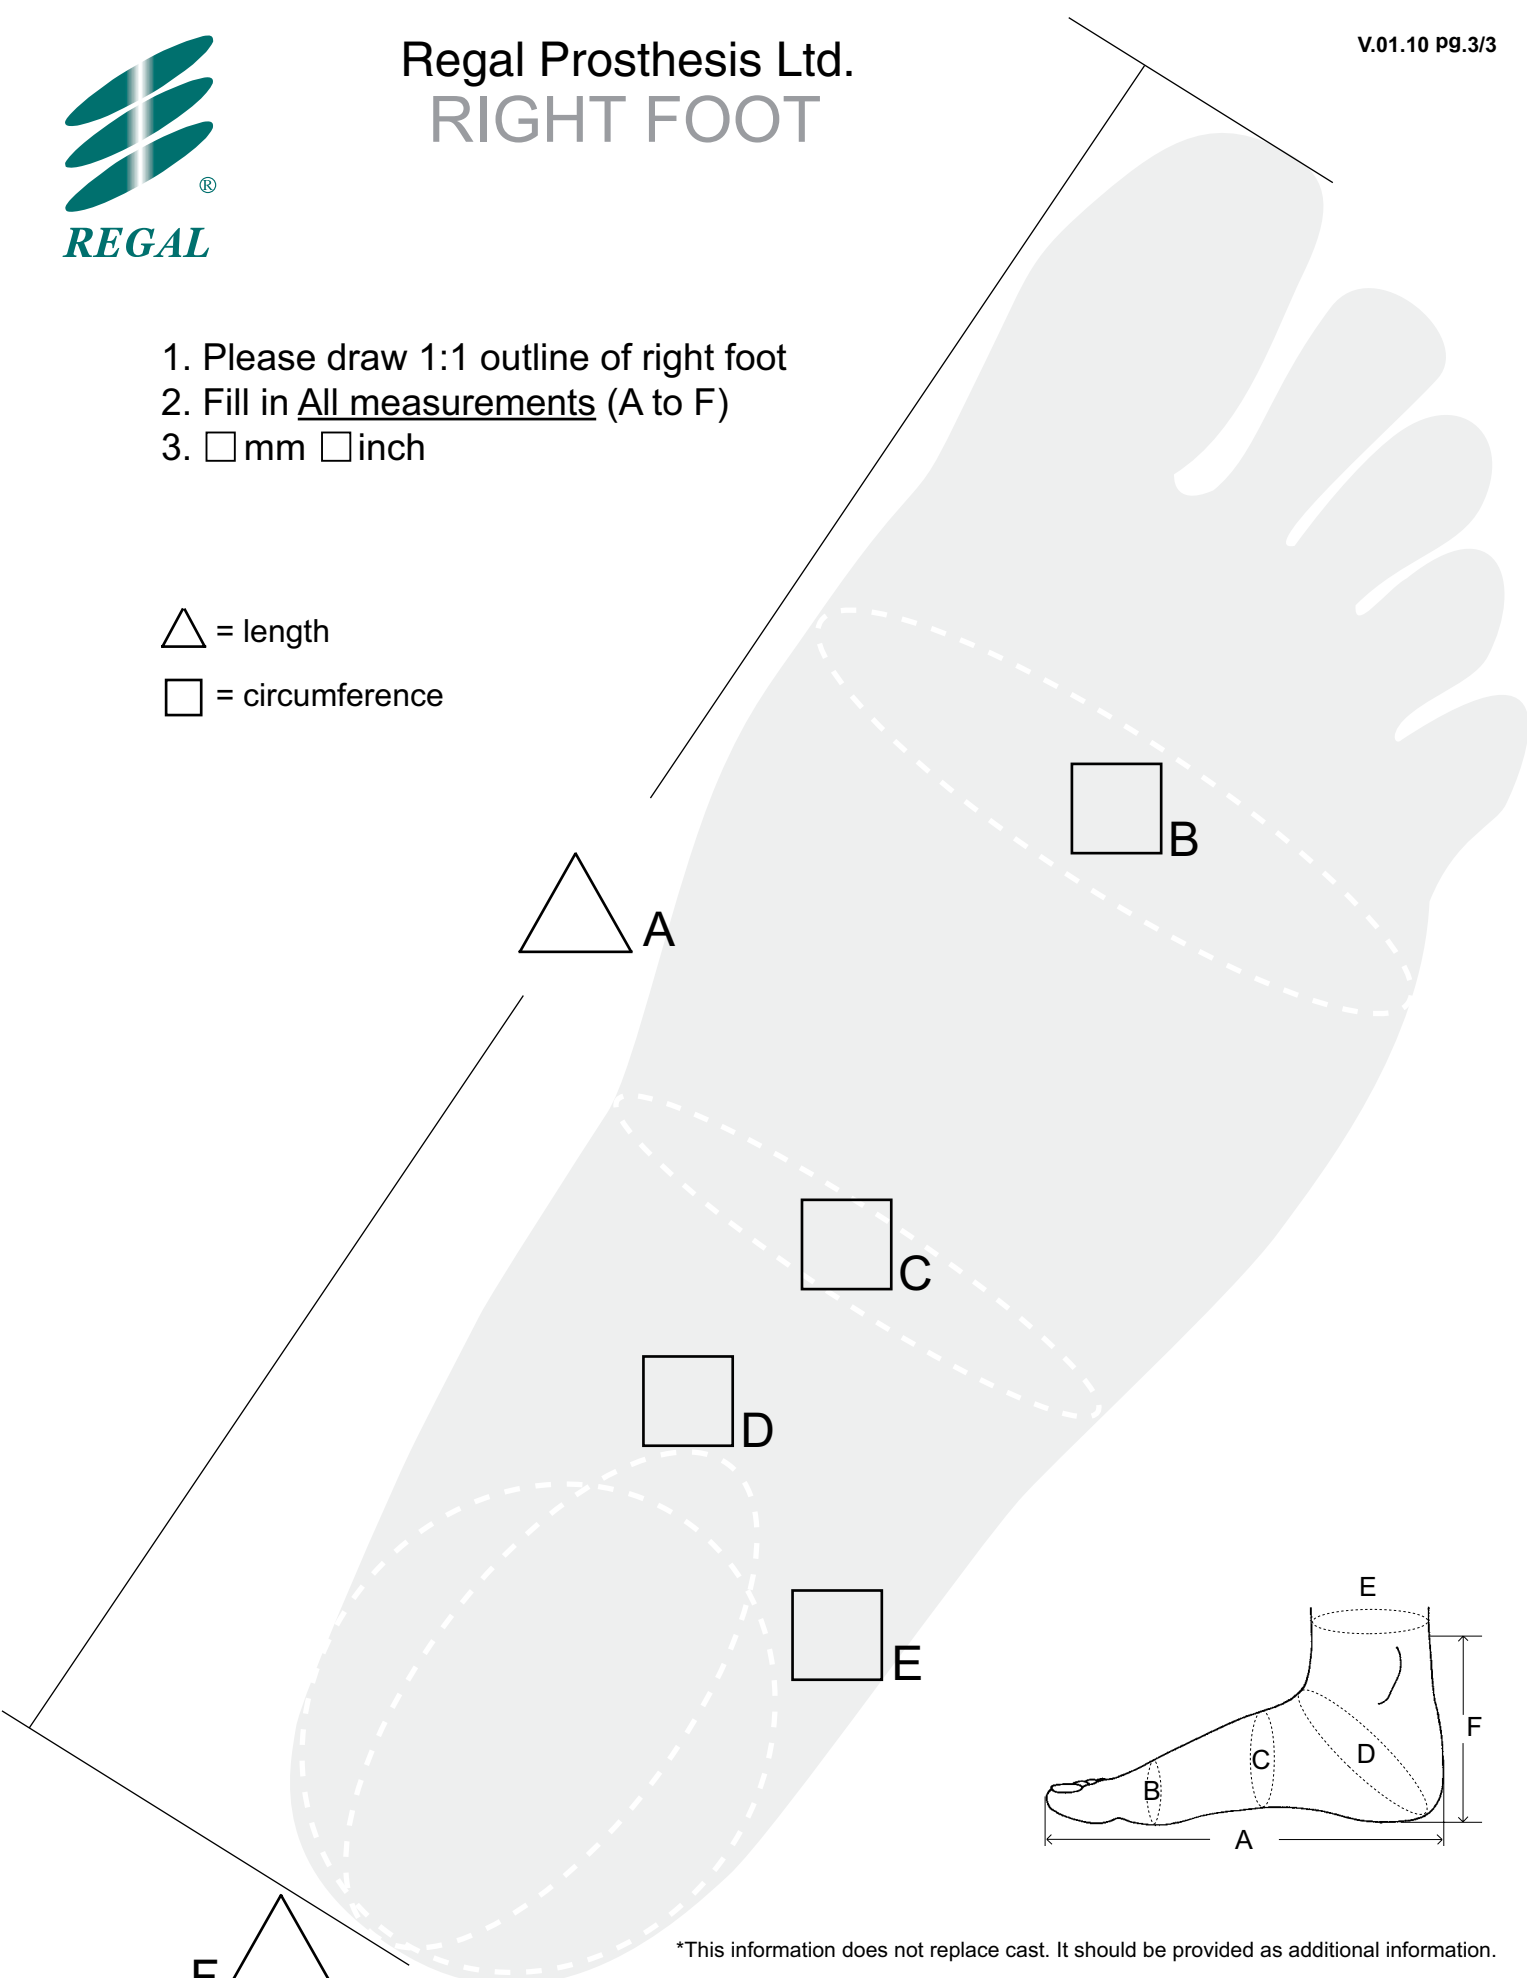 V.01.10 pg.3/3
Regal Prosthesis Ltd.
RIGHT FOOT
®
REGAL
1. Please draw 1:1 outline of right foot
2. Fill in All measurements (A to F)
3. □ mm □ inch
= length
= circumference
B
A
C
D
E
E
F
D
C
B
A
F
*This information does not replace cast. It should be provided as additional information.